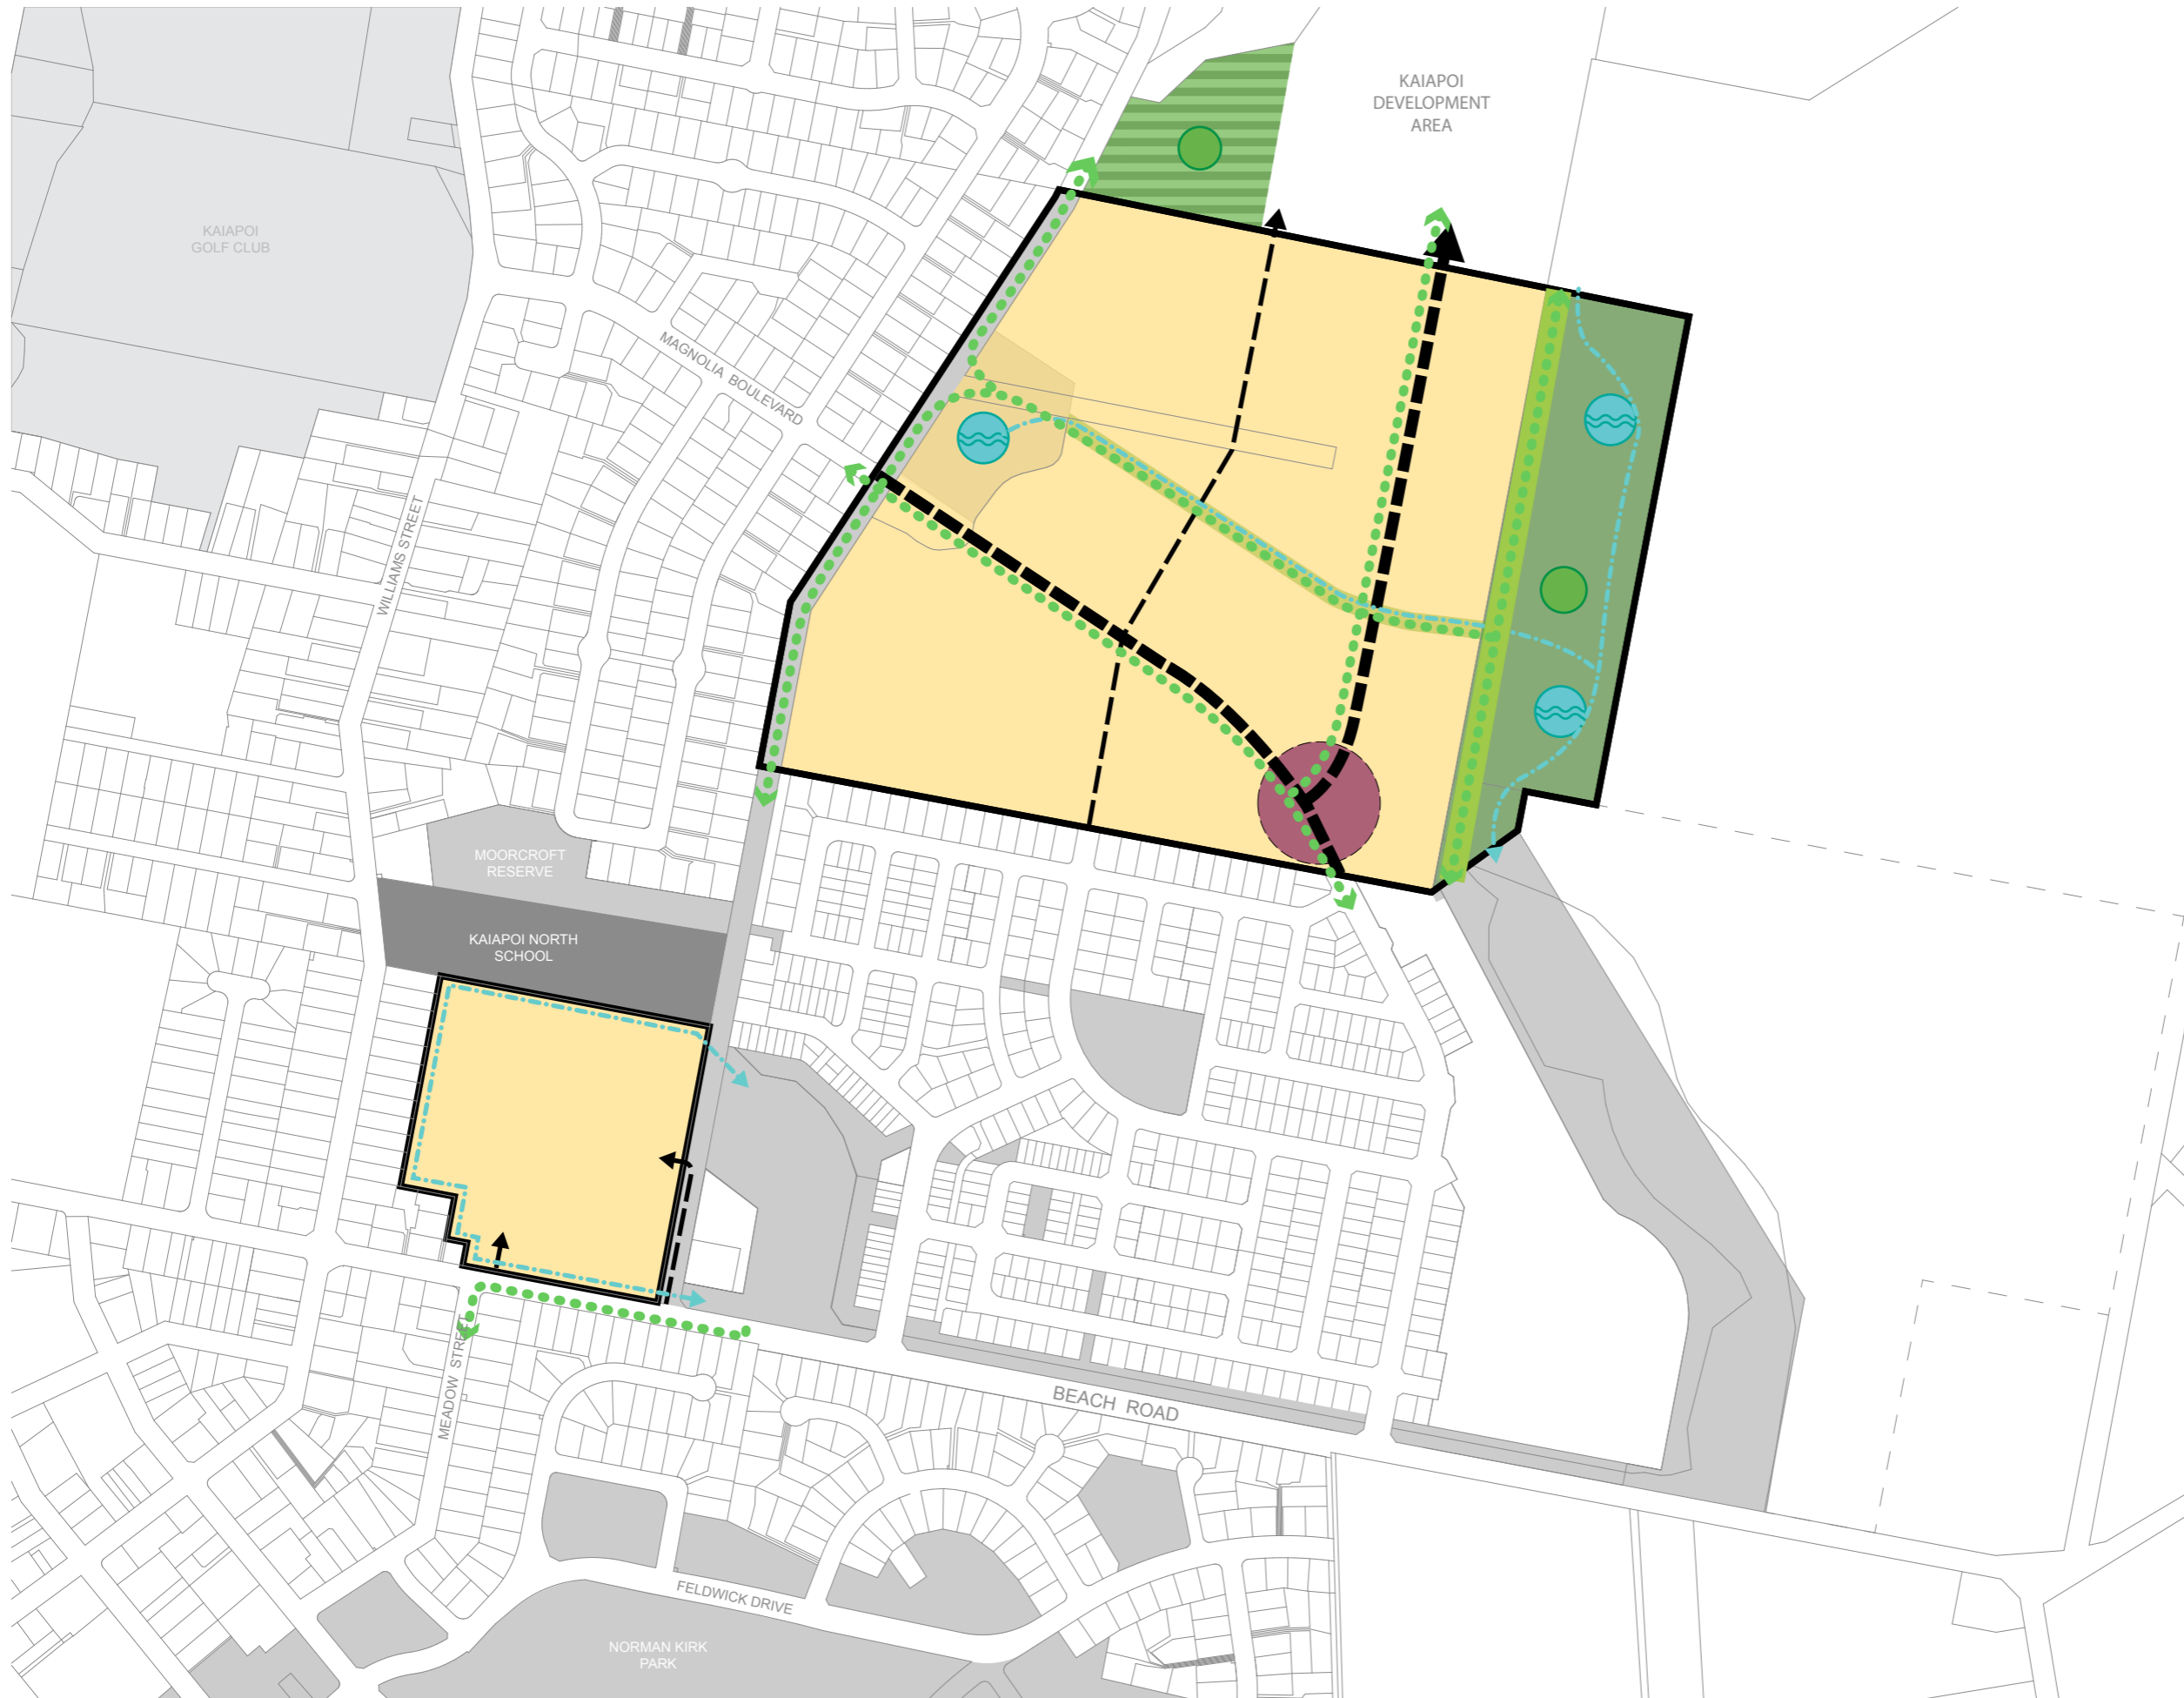 KAIAPOI
DEVELOPMENT
AREA
KAIAPOI
GOLF CLUB
MAGNOLIA BOULEVARD
WILLIAMS STREET
MOORCROFT
RESERVE
KAIAPOI NORTH
SCHOOL
MEADOW STREET
BEACH ROAD
FELDWICK DRIVE
NORMAN KIRK
PARK